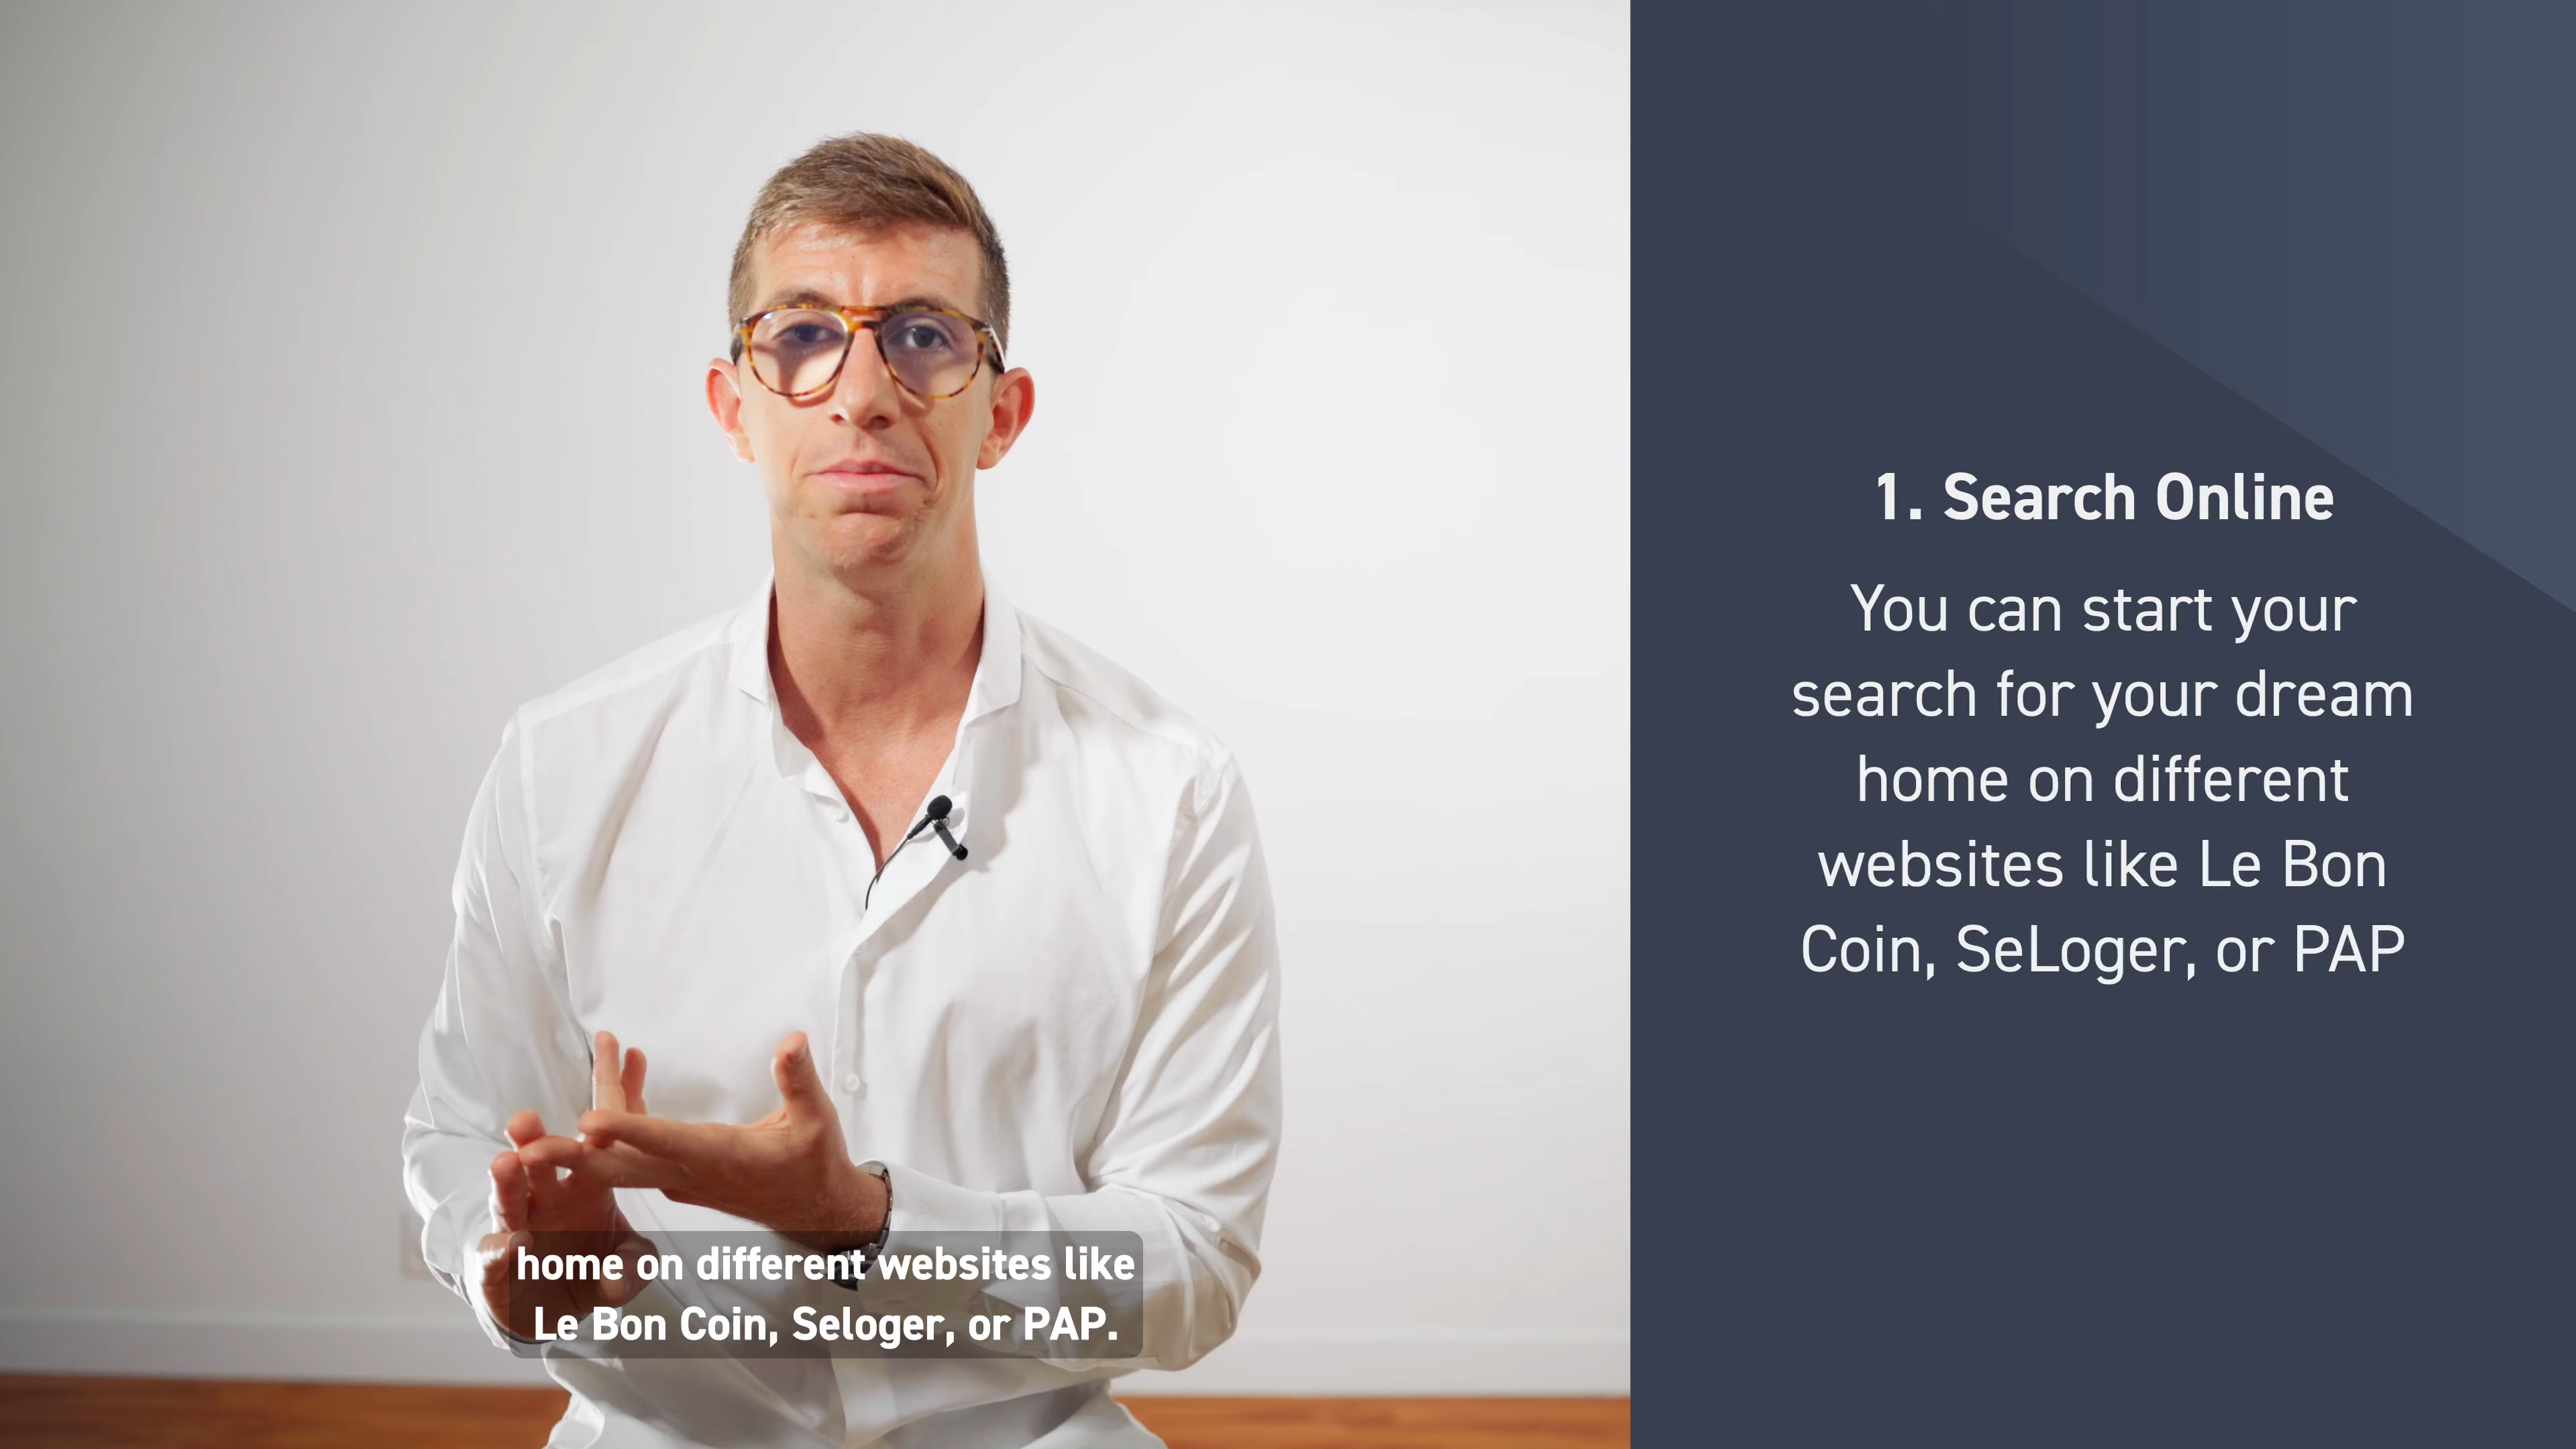 1. Search Online
You can start your
search for your dream
home on different
websites like Le Bon
Coin, SeLoger, or PAP
home on different websites like
Le Bon Coin, Seloger, or PAP.